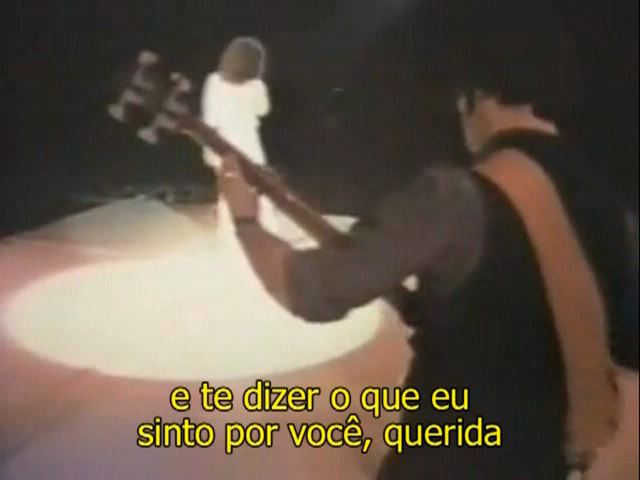 e te dizer o que eu
sinto por você, querida